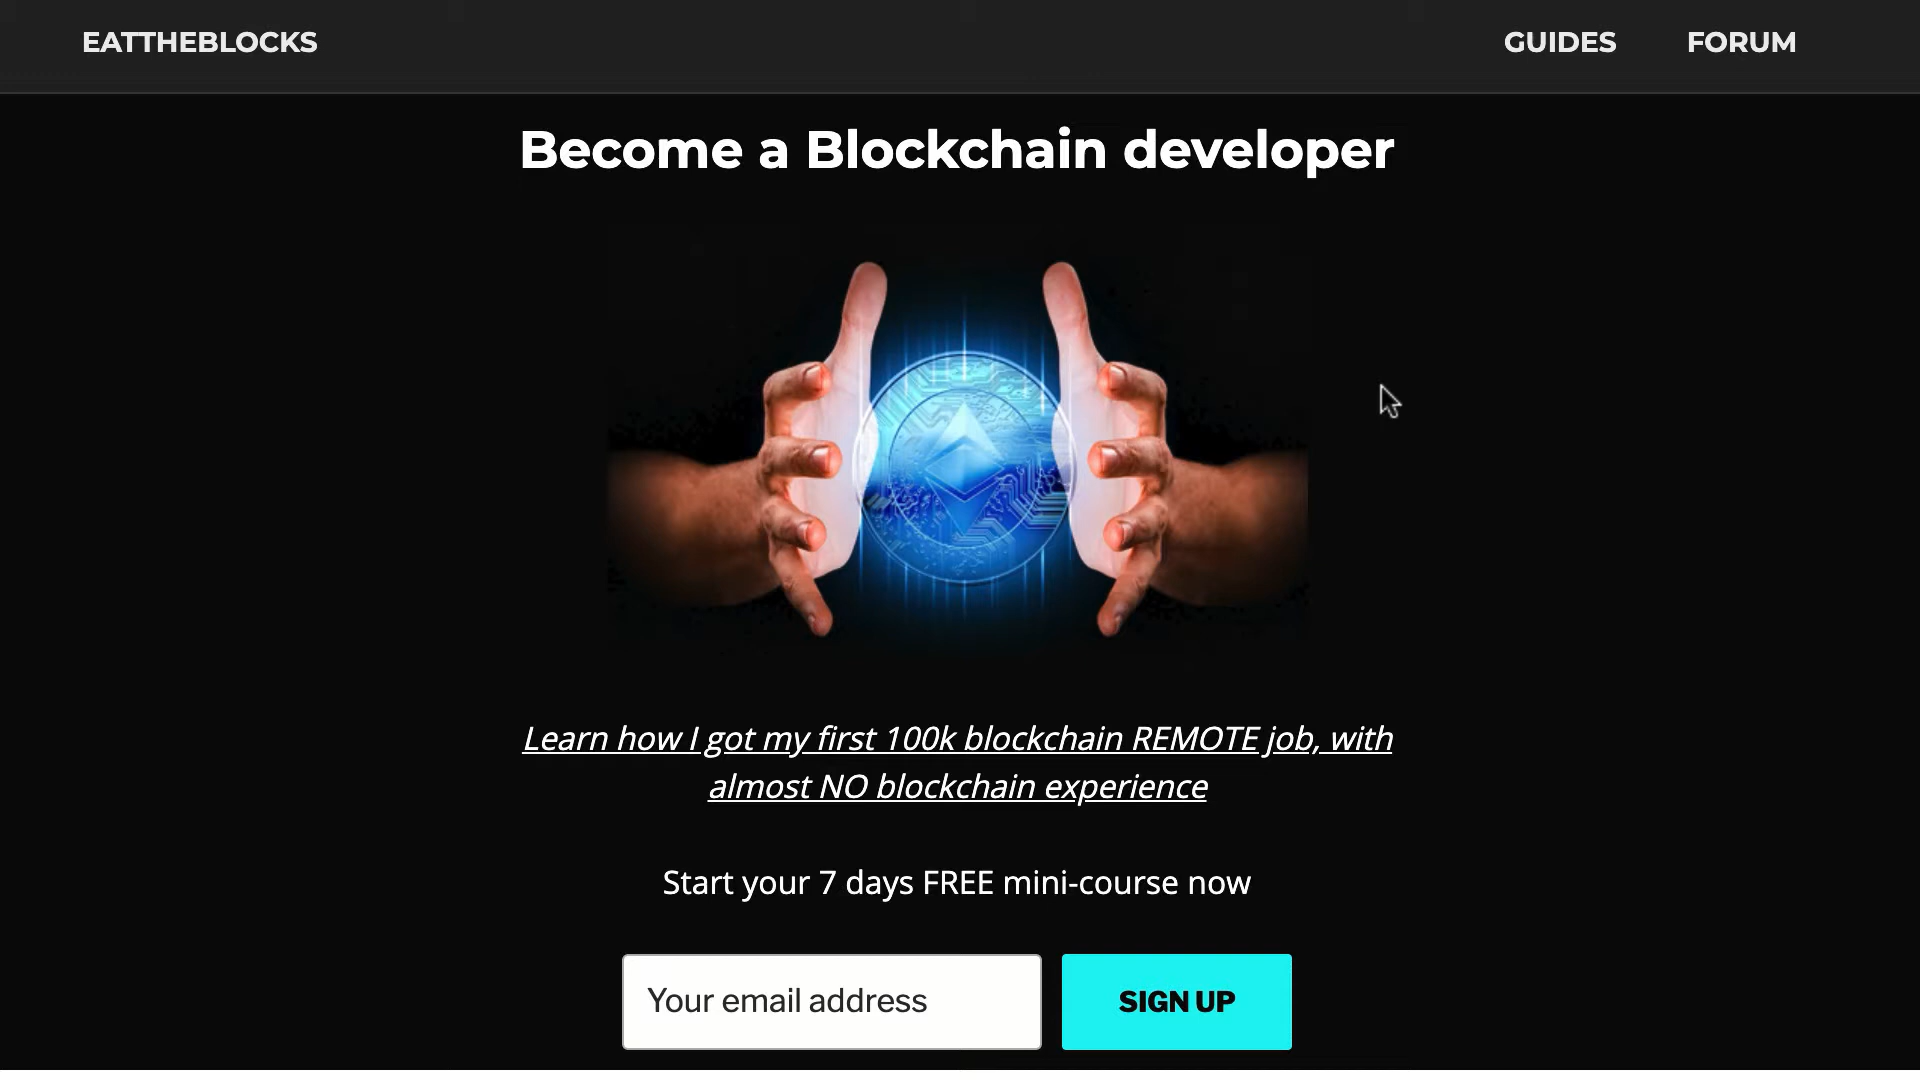 EATTHEBLOCKS
GUIDES
FORUM
Become a Blockchain developer
Learn how I got my first 100k blockchain REMOTE job, with
almost NO blockchain experience
Start your 7 days FREE mini-course now
Your email address
SIGN UP